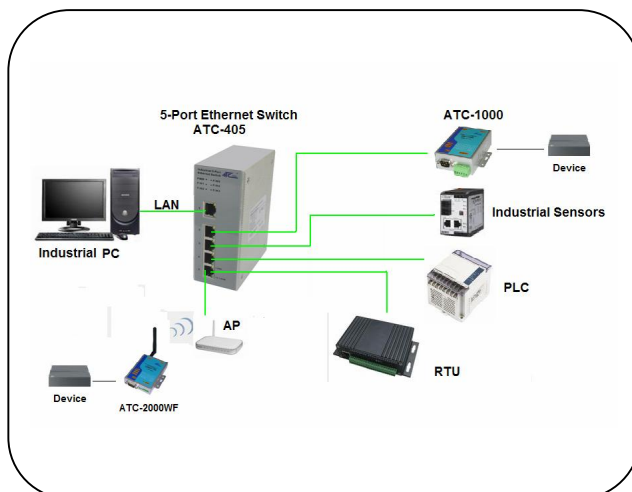 5-Port Ethernet Switch
ATC-405
ATC-1000
Device
LAN
Industrial Sensors
Industrial PC
PLC
AP
RTU
Device
ATC-2000WF